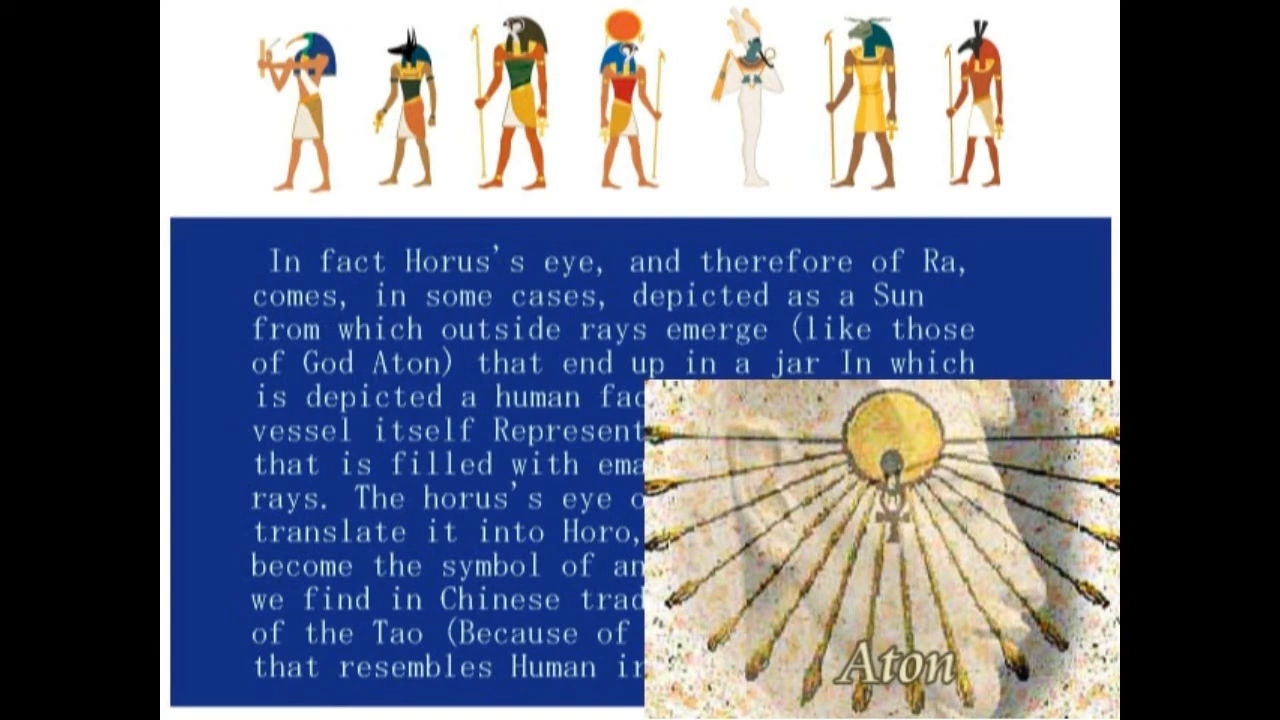 In fact Horus's eye, and therefore of Ra,
comes, in some cases, depicted as a Sun
from which outside rays emerge (like those
of God Aton) that end up in a jar In which
is depicted a human
vessel itself Represent
that is filled with
rays. The horus's eye
translate it into Horo,
become the symbol of
we find in Chinese
of the Tao (Because of
that resembles Human
Aton